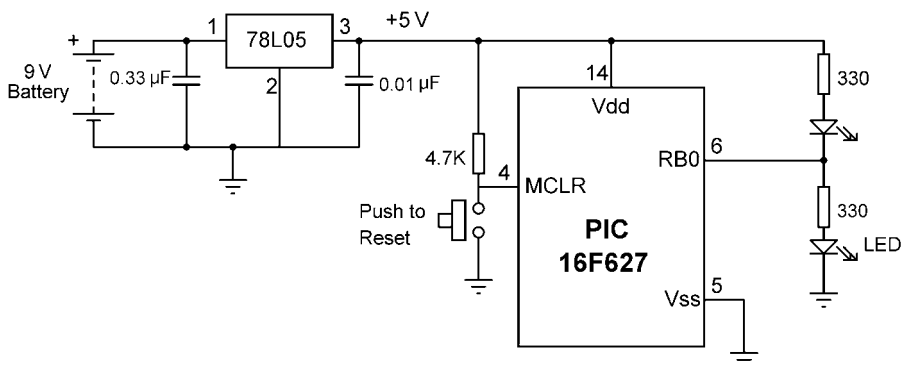 +5 V
1
78L05
3
+
2
9 V
Battery
0.33 µF
0.01 µF
14
Vdd
330
4.7K
4
MCLR
RB0
6
Push to
Reset
PIC
16F627
330
LED
Vss
5